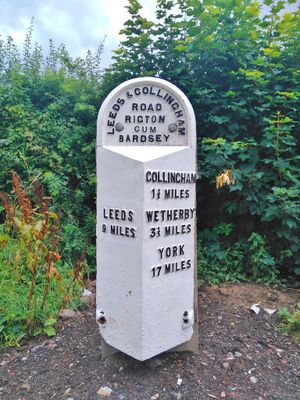 LEEDS & COLLINGHAM
ROAD
RIGTON
CUM
BARDSEY
LEEDS
9 MILES
COLLINGHAM
1½ MILES
WETHERBY
3½ MILES
YORK
17 MILES